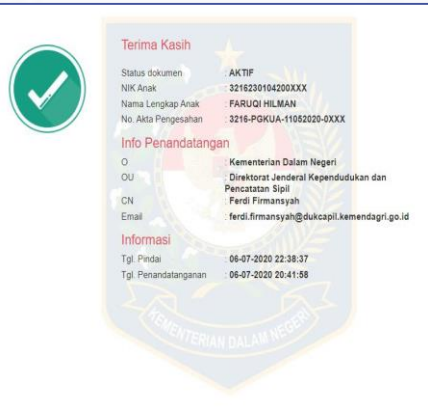 Terima Kasih
Status dokumen : AKTIF
NIK Anak : 3216230104200XXX
Nama Lengkap Anak : FARUQI HILMAN
No. Akta Pengesahan : 3216-PGKUA-11052020-0XXX
Info Penandatangan
O : Kementerian Dalam Negeri
OU : Direktorat Jenderal Kependudukan dan
Pencatatan Sipil
CN : Ferdi Firmansyah
Email : ferdi.firmansyah@dukcapil.kemendagri.go.id
Informasi
Tgl. Pindai : 06-07-2020 22:38:37
Tgl. Penandatanganan : 06-07-2020 20:41:58
KEMENTERIAN DALAM NEGERI